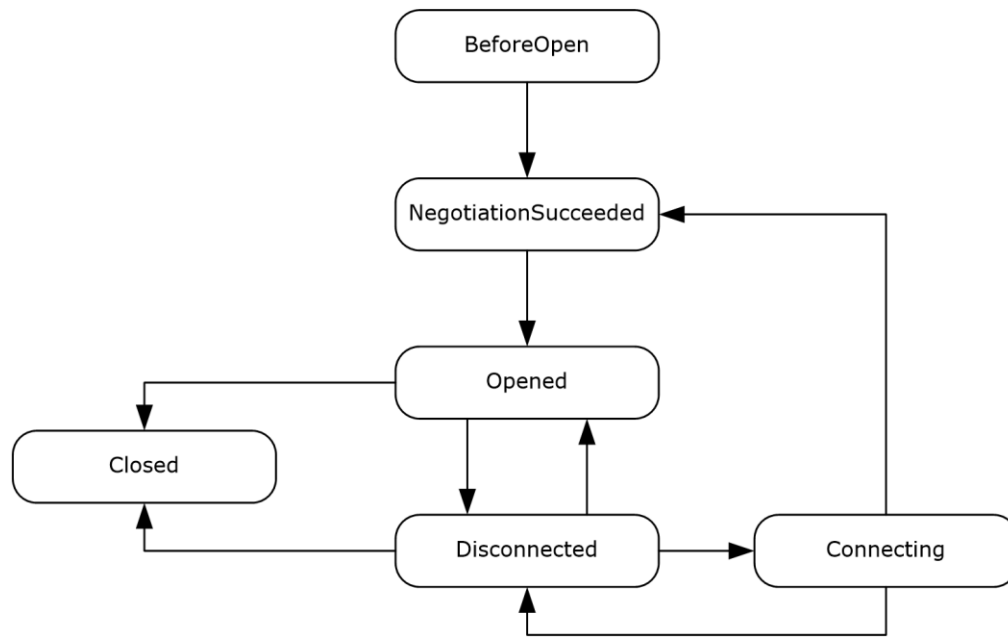 BeforeOpen
NegotiationSucceeded
Opened
Closed
Disconnected
Connecting